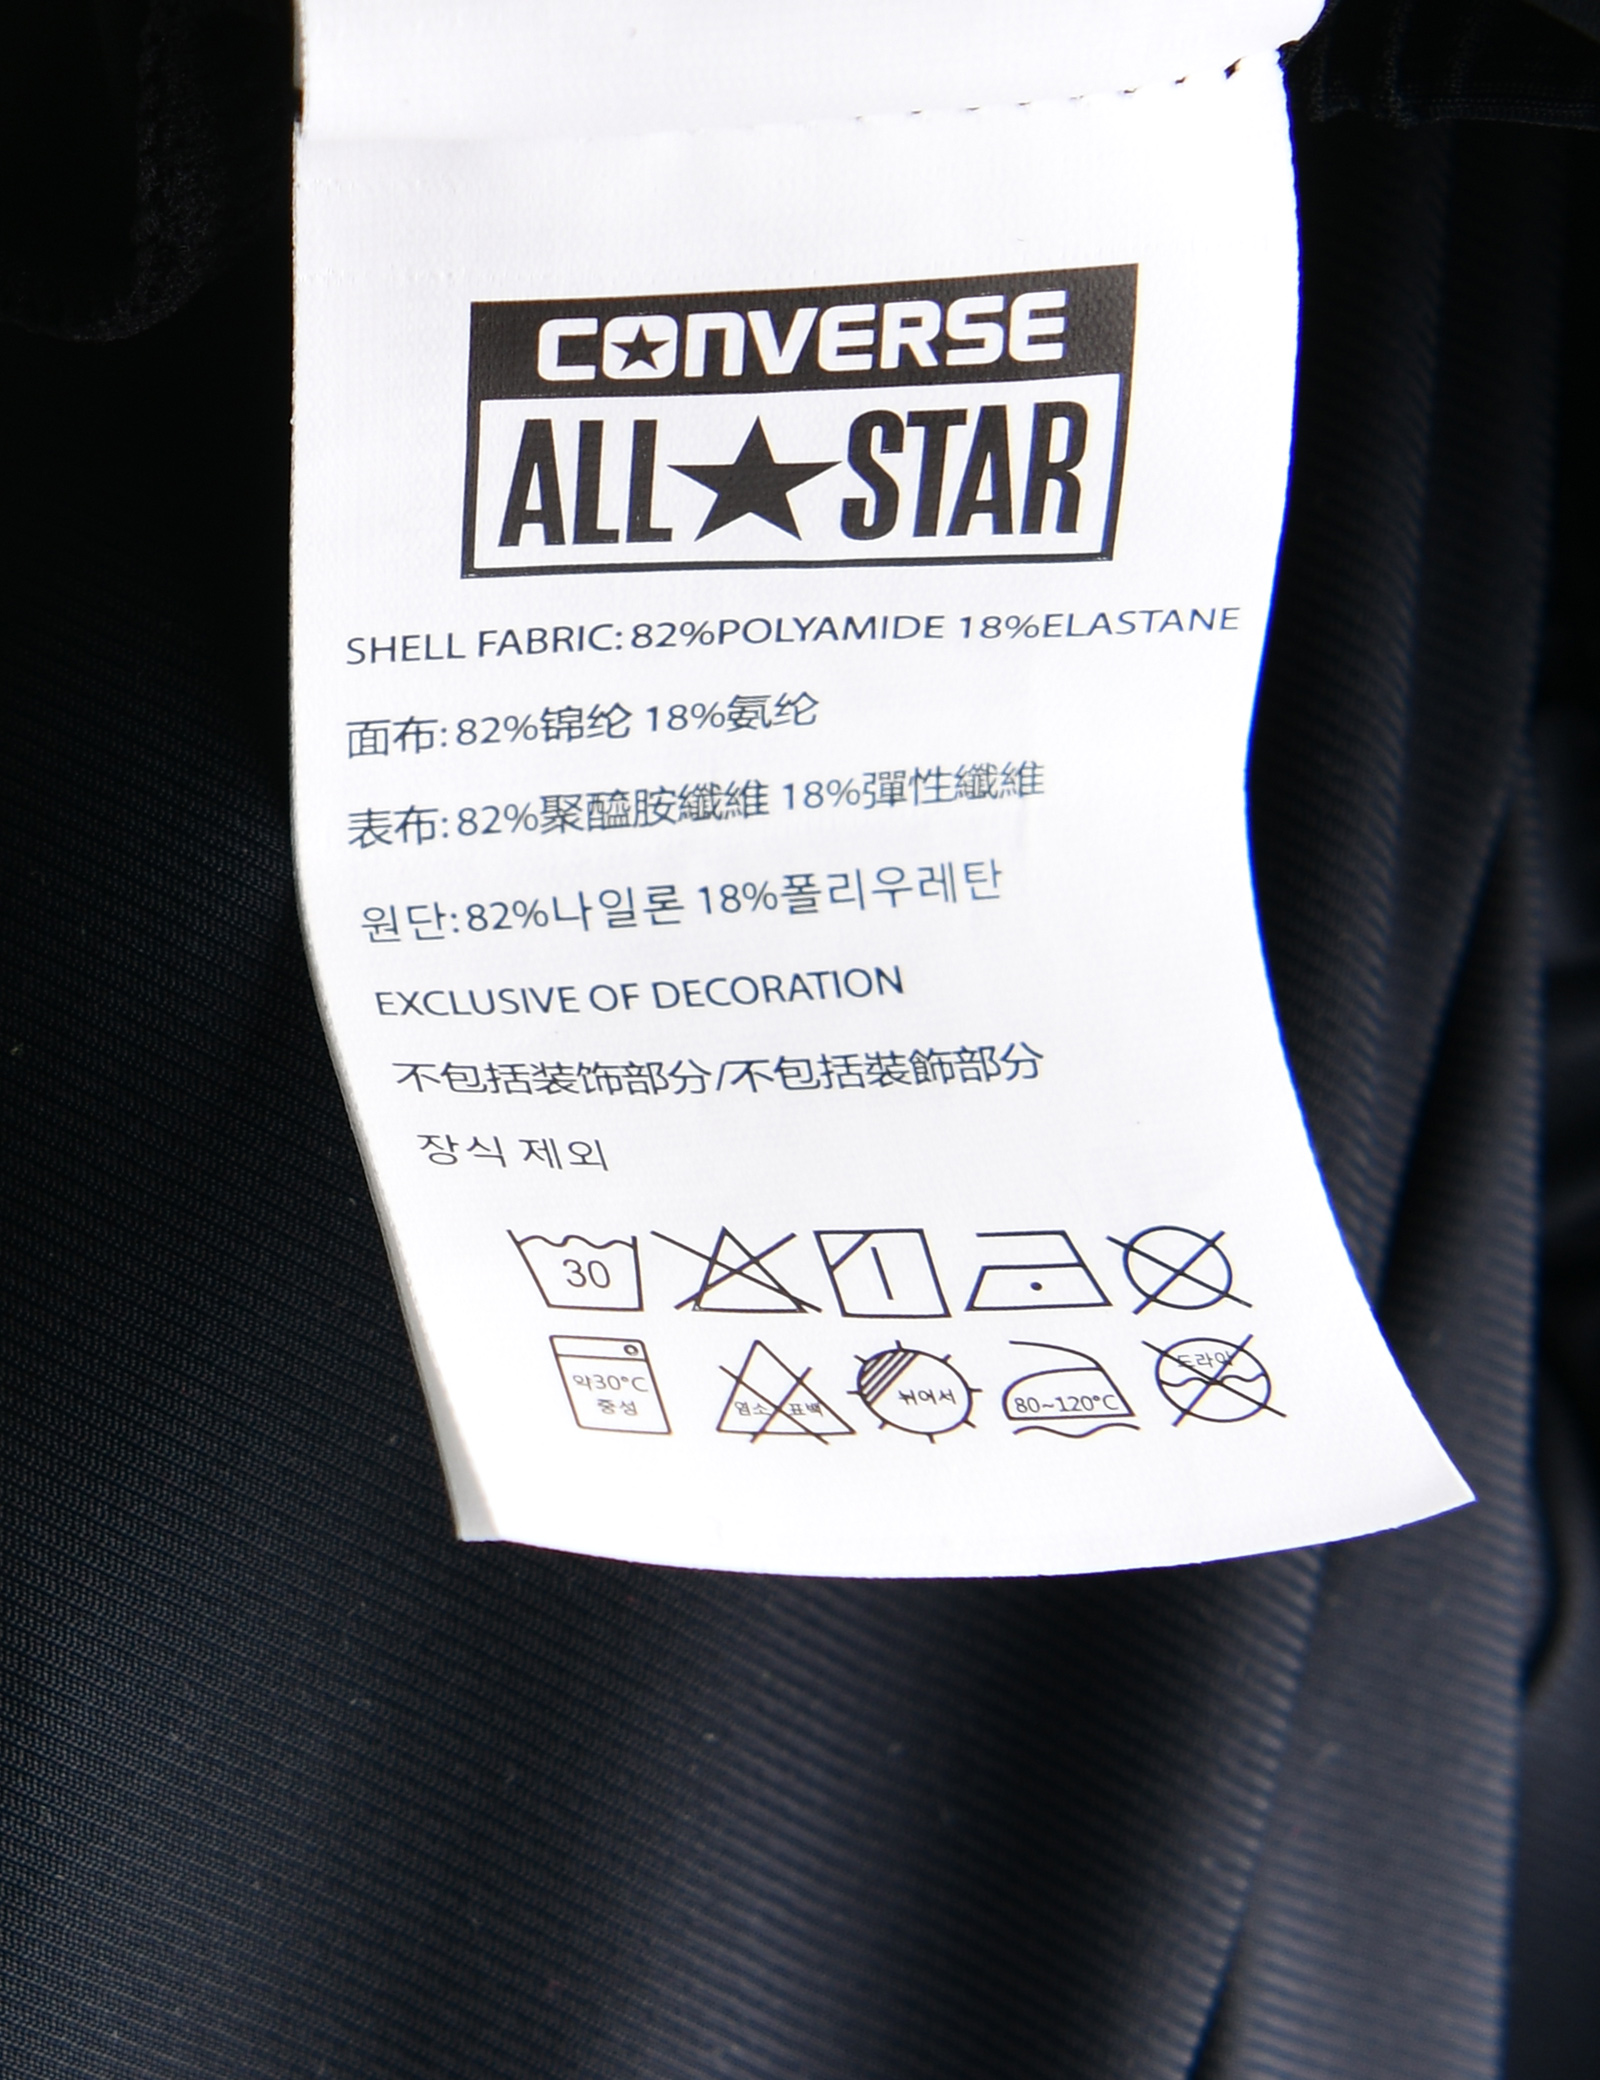 CONVERSE
ALL★STAR
SHELL FABRIC: 82%POLYAMIDE 18%ELASTANE
面布: 82%锦纶 18%氨纶
表布: 82%聚醯胺纖維 18%彈性纖維
원단: 82%나일론 18%폴리우레탄
EXCLUSIVE OF DECORATION
不包括装饰部分/不包括裝飾部分
장식 제외
30
약30°C 중성
염소 표백
뉘어서
80~120°C
드라이